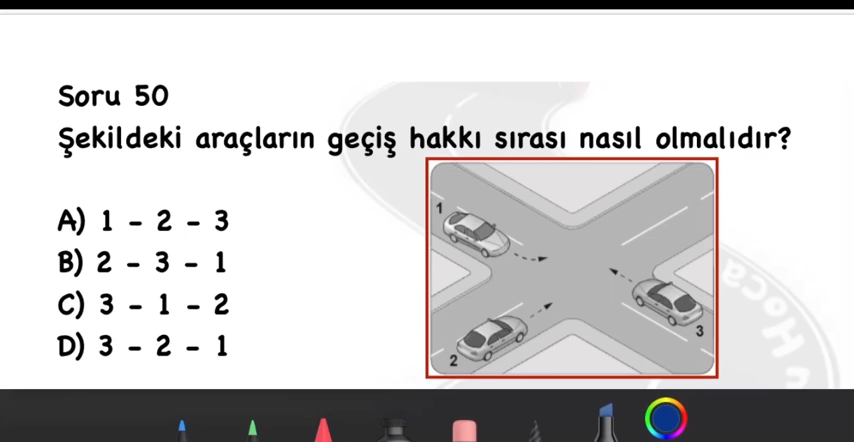 Soru 50
Şekildeki araçların geçiş hakkı sırası nasıl olmalıdır?
A) 1 - 2 - 3
B) 2 - 3 - 1
C) 3 - 1 - 2
D) 3 - 2 - 1
1
2
3
Hoca